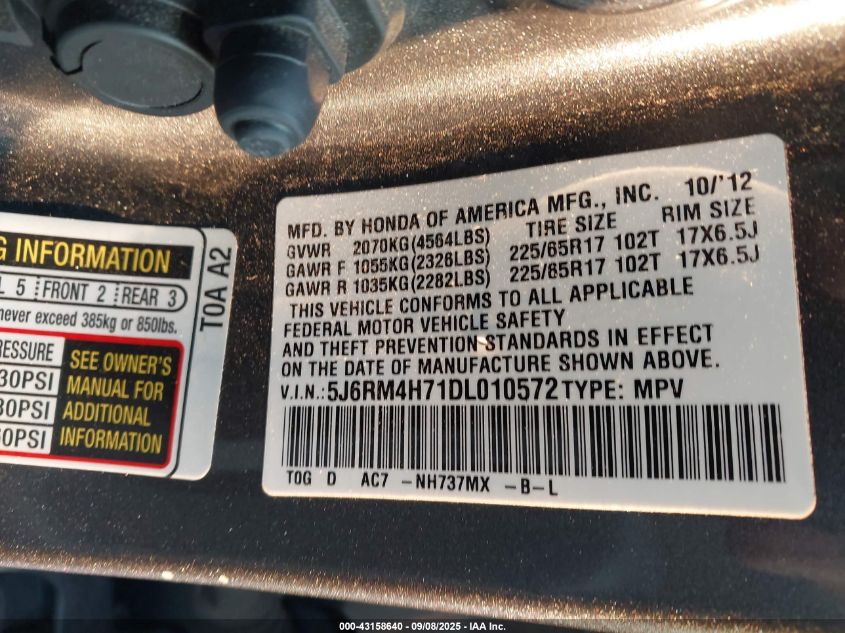 G INFORMATION
L 5 FRONT 2 REAR 3
never exceed 385kg or 850lbs.
RESSURE
30PSI
30PSI
60PSI
SEE OWNER'S
MANUAL FOR
ADDITIONAL
INFORMATION
T0A A2
MFD. BY HONDA OF AMERICA MFG., INC. 10/'12
GVWR 2070KG(4564LBS) TIRE SIZE RIM SIZE
GAWR F 1055KG(2326LBS) 225/65R17 102T 17X6.5J
GAWR R 1035KG(2282LBS) 225/65R17 102T 17X6.5J
THIS VEHICLE CONFORMS TO ALL APPLICABLE
FEDERAL MOTOR VEHICLE SAFETY
AND THEFT PREVENTION STANDARDS IN EFFECT
ON THE DATE OF MANUFACTURE SHOWN ABOVE.
V.I.N.: 5J6RM4H71DL010572 TYPE: MPV
T0G D AC7 -NH737MX -B-L
000-43158640 - 09/08/2025 - IAA Inc.